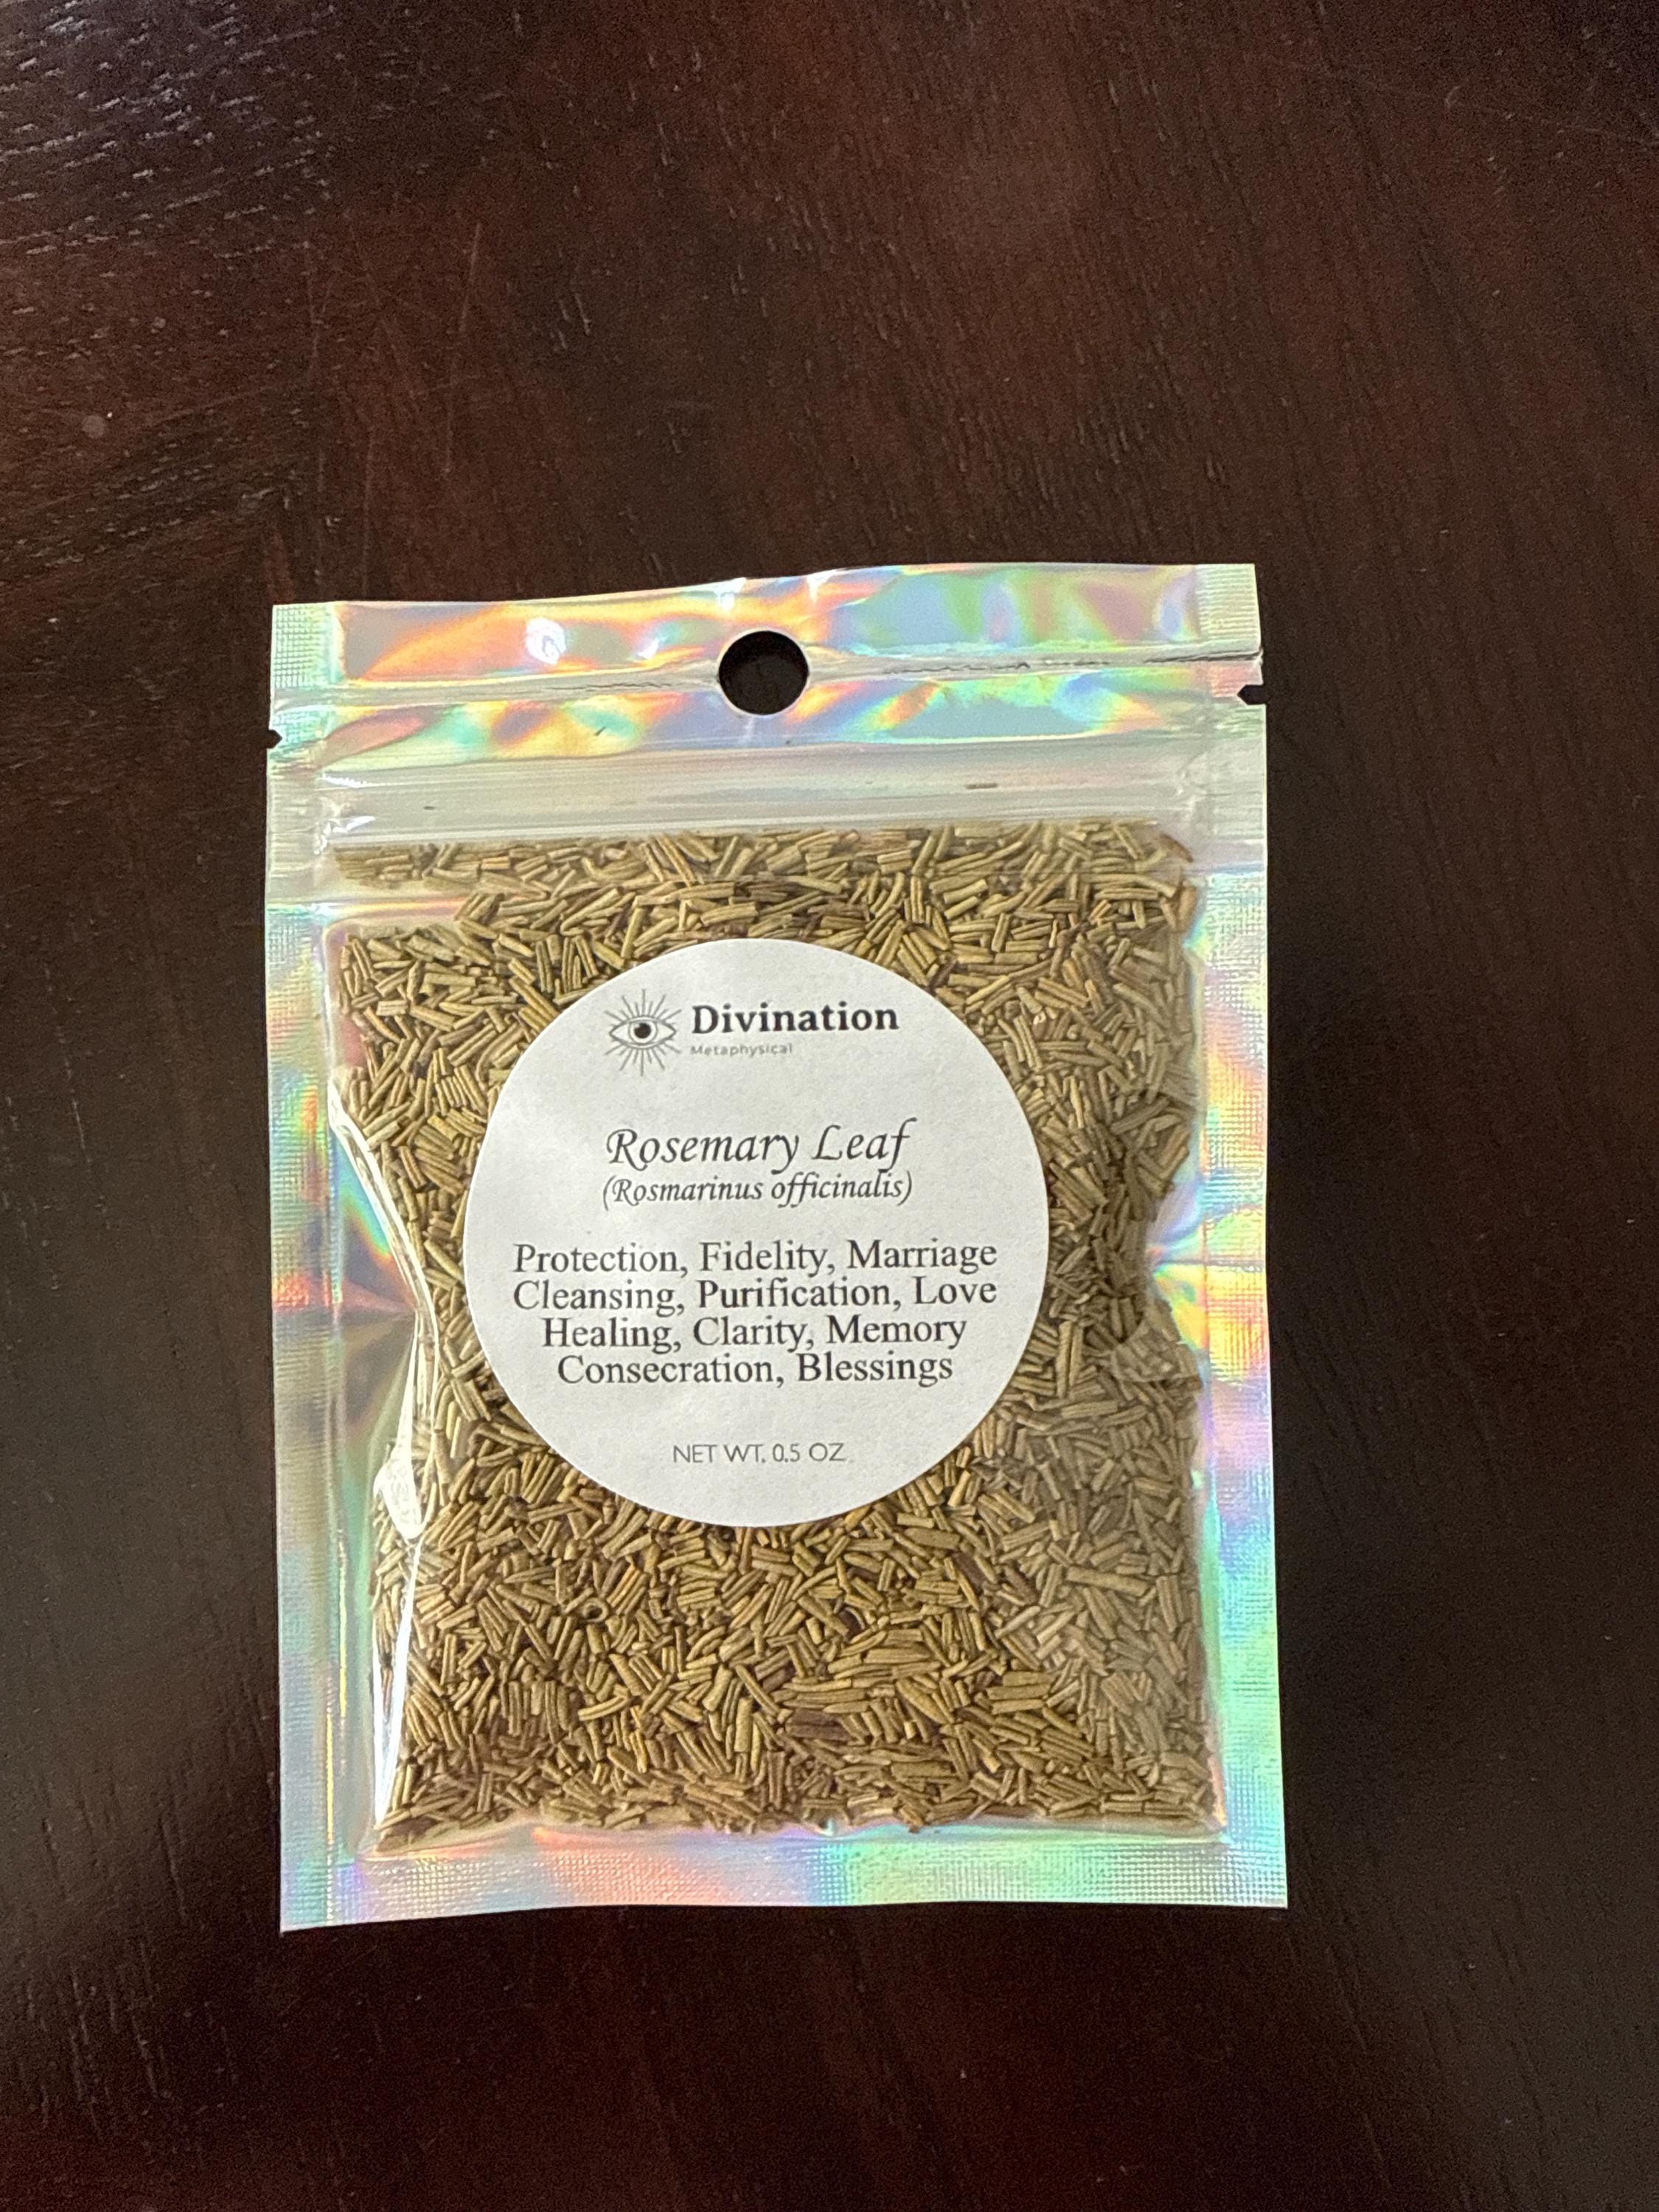 Divination
Metaphysical
Rosemary Leaf
(Rosmarinus officinalis)
Protection, Fidelity, Marriage
Cleansing, Purification, Love
Healing, Clarity, Memory
Consecration, Blessings
NET WT. 0.5 OZ